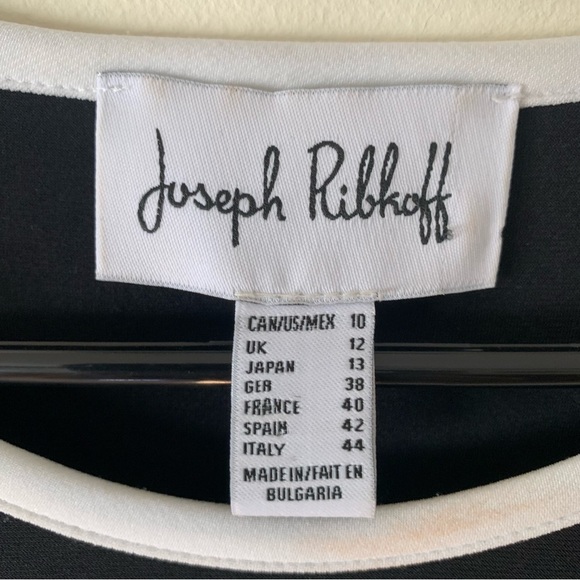 Joseph Ribkoff
CAN/US/MEX 10
UK 12
JAPAN 13
GER 38
FRANCE 40
SPAIN 42
ITALY 44
MADE IN/FAIT EN
BULGARIA